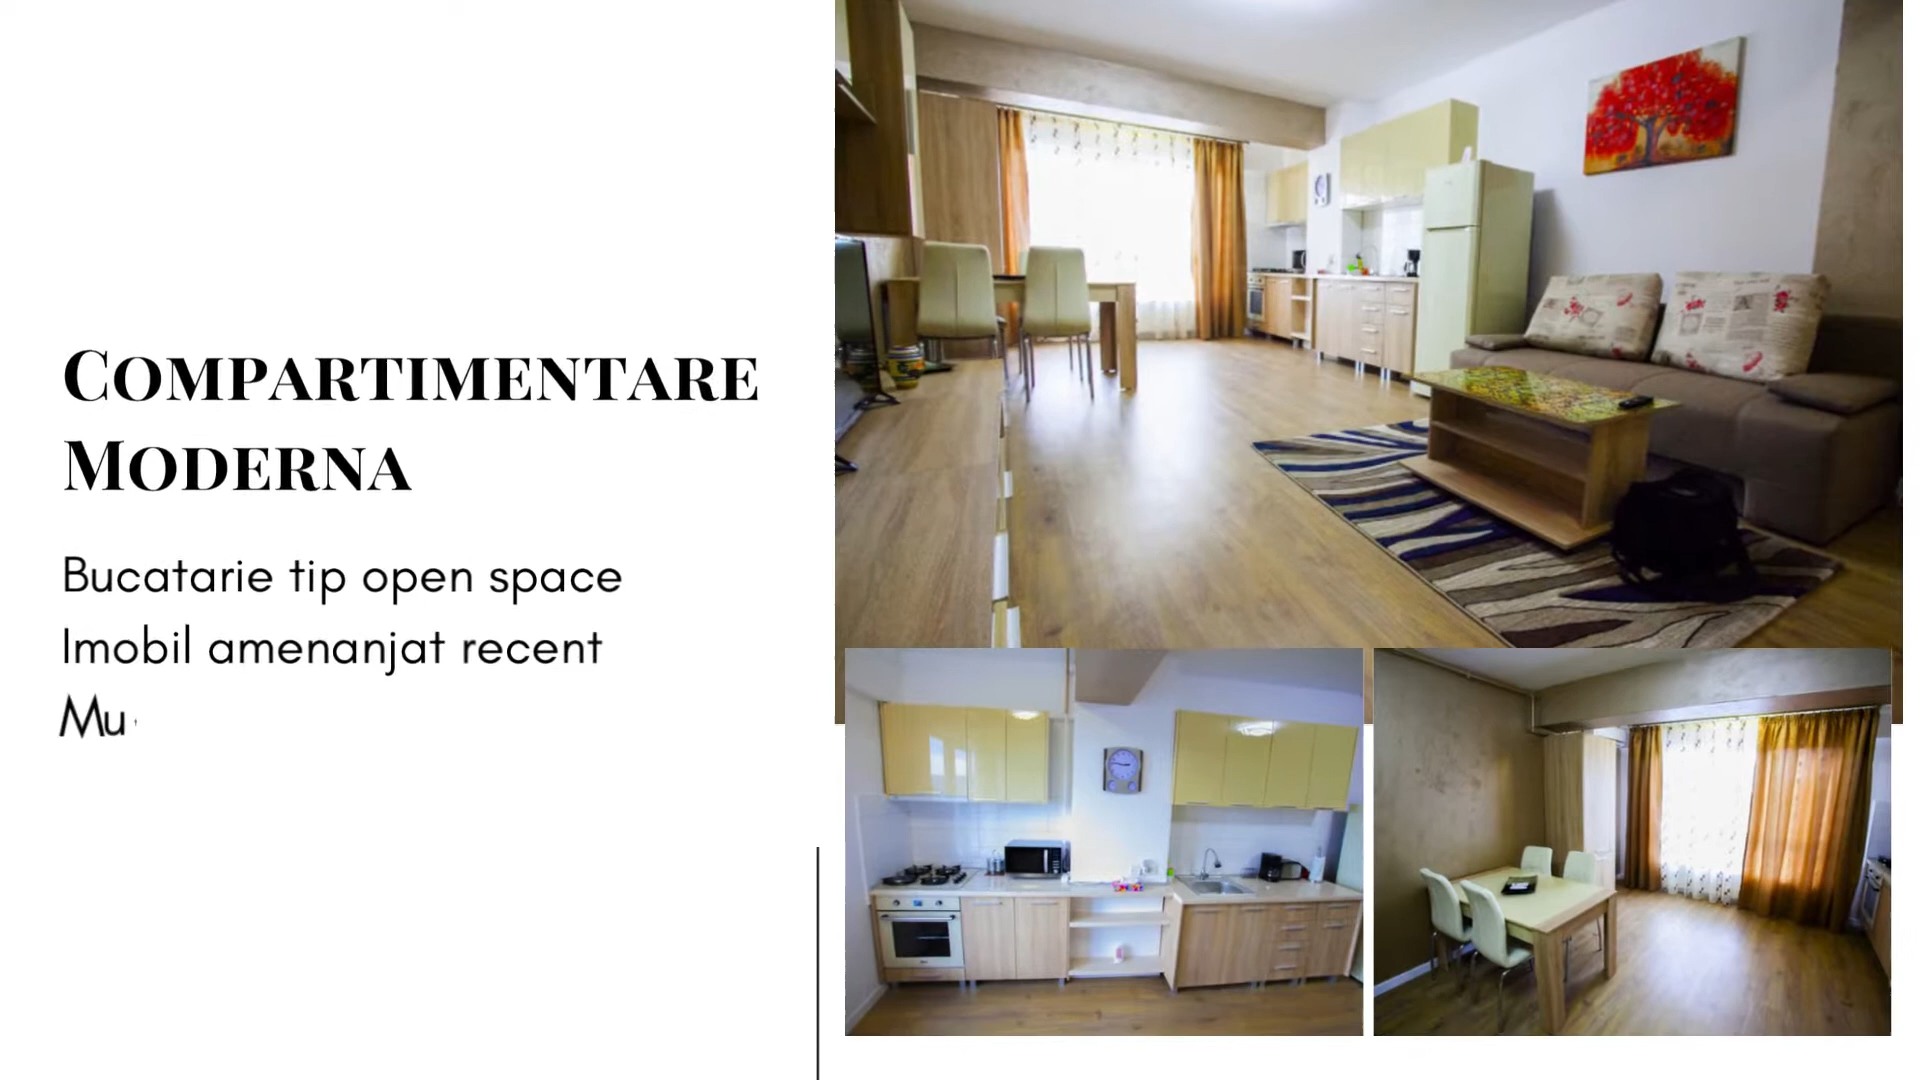 COMPARTIMENTARE
MODERNA
Bucatarie tip open space
Imobil amenanjat recent
Mu